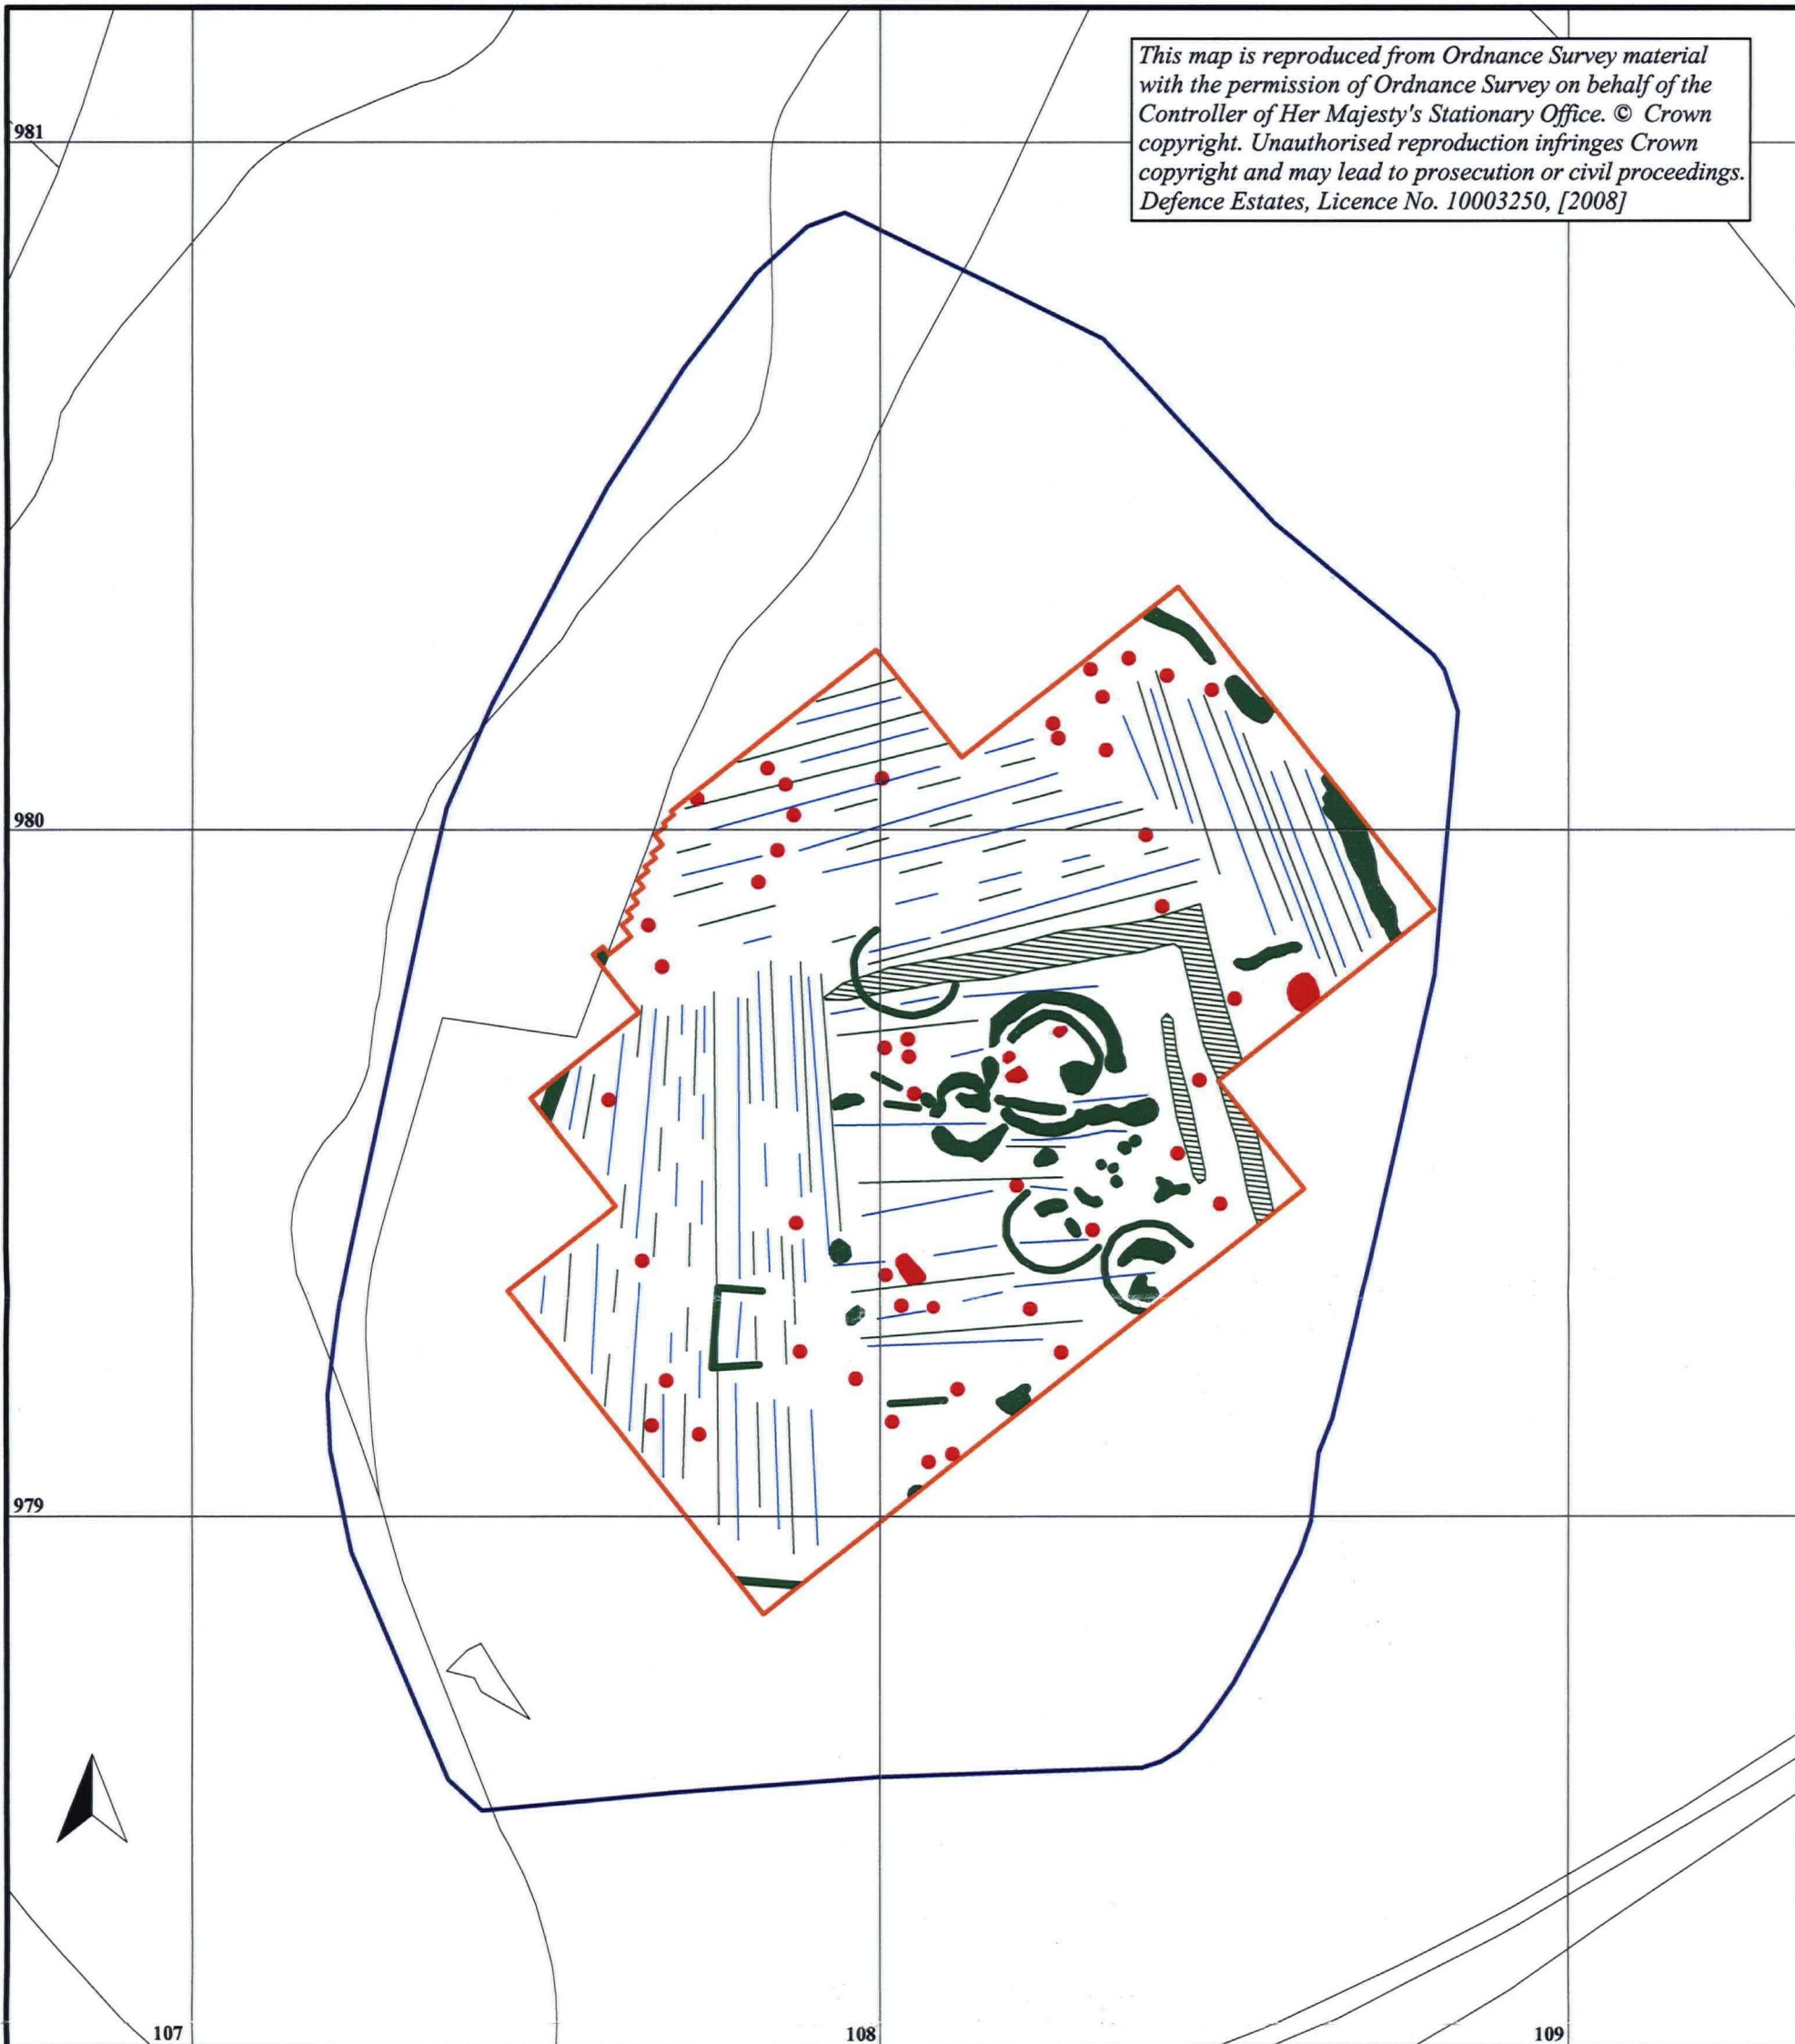 This map is reproduced from Ordnance Survey material
with the permission of Ordnance Survey on behalf of the
Controller of Her Majesty's Stationary Office. © Crown
copyright. Unauthorised reproduction infringes Crown
copyright and may lead to prosecution or civil proceedings.
Defence Estates, Licence No. 10003250, [2008]
981
980
979
107
108
109